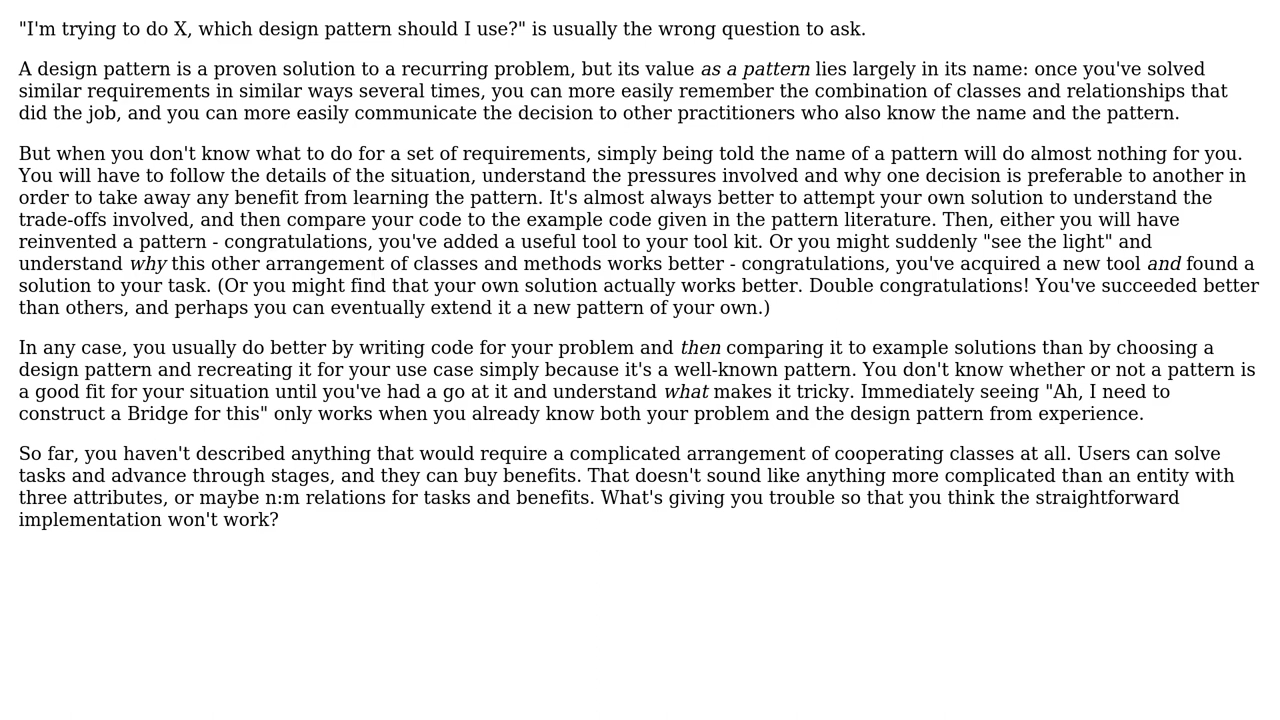 "I'm trying to do X, which design pattern should I use?" is usually the wrong question to ask.
A design pattern is a proven solution to a recurring problem, but its value as a pattern lies largely in its name: once you've solved
similar requirements in similar ways several times, you can more easily remember the combination of classes and relationships that
did the job, and you can more easily communicate the decision to other practitioners who also know the name and the pattern.
But when you don't know what to do for a set of requirements, simply being told the name of a pattern will do almost nothing for you.
You will have to follow the details of the situation, understand the pressures involved and why one decision is preferable to another in
order to take away any benefit from learning the pattern. It's almost always better to attempt your own solution to understand the
trade-offs involved, and then compare your code to the example code given in the pattern literature. Then, either you will have
reinvented a pattern - congratulations, you've added a useful tool to your tool kit. Or you might suddenly "see the light" and
understand why this other arrangement of classes and methods works better - congratulations, you've acquired a new tool and found a
solution to your task. (Or you might find that your own solution actually works better. Double congratulations! You've succeeded better
than others, and perhaps you can eventually extend it a new pattern of your own.)
In any case, you usually do better by writing code for your problem and then comparing it to example solutions than by choosing a
design pattern and recreating it for your use case simply because it's a well-known pattern. You don't know whether or not a pattern is
a good fit for your situation until you've had a go at it and understand what makes it tricky. Immediately seeing "Ah, I need to
construct a Bridge for this" only works when you already know both your problem and the design pattern from experience.
So far, you haven't described anything that would require a complicated arrangement of cooperating classes at all. Users can solve
tasks and advance through stages, and they can buy benefits. That doesn't sound like anything more complicated than an entity with
three attributes, or maybe n:m relations for tasks and benefits. What's giving you trouble so that you think the straightforward
implementation won't work?